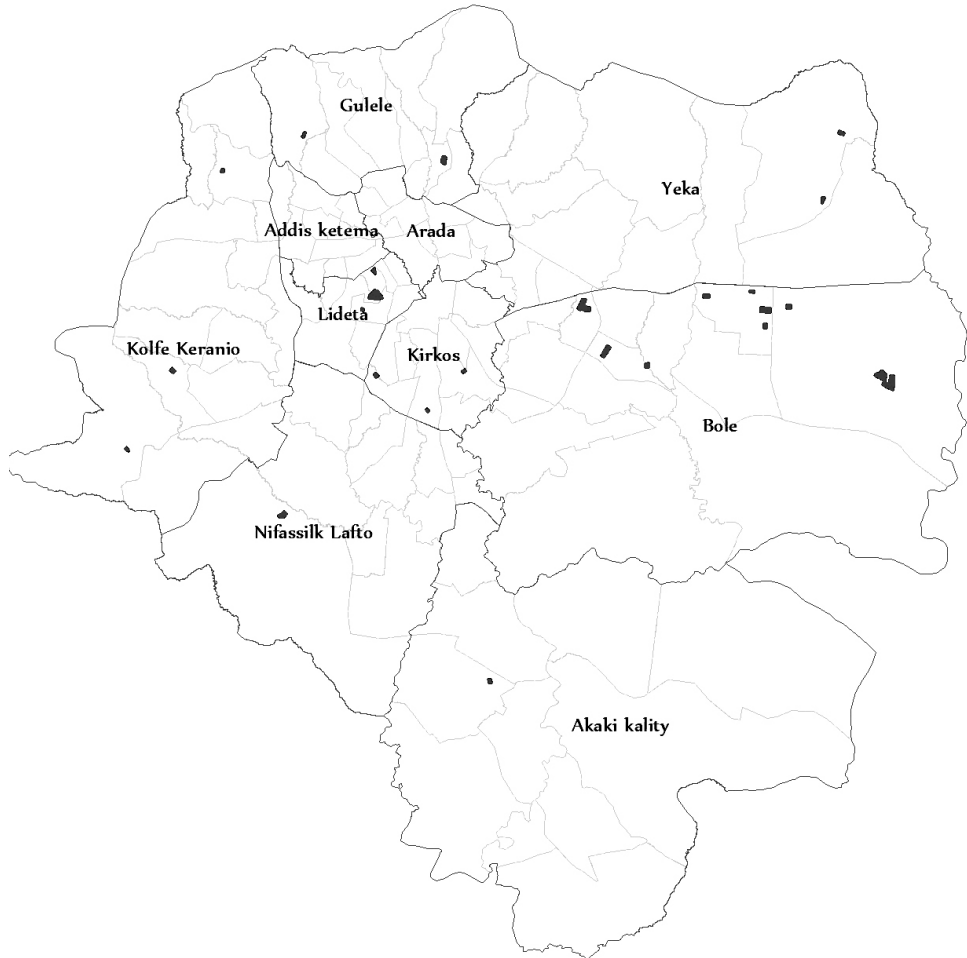 Gulele
Yeka
Addis ketema
Arada
Lideta
Kolfe Keranio
Kirkos
Bole
Nifassilk Lafto
Akaki kality